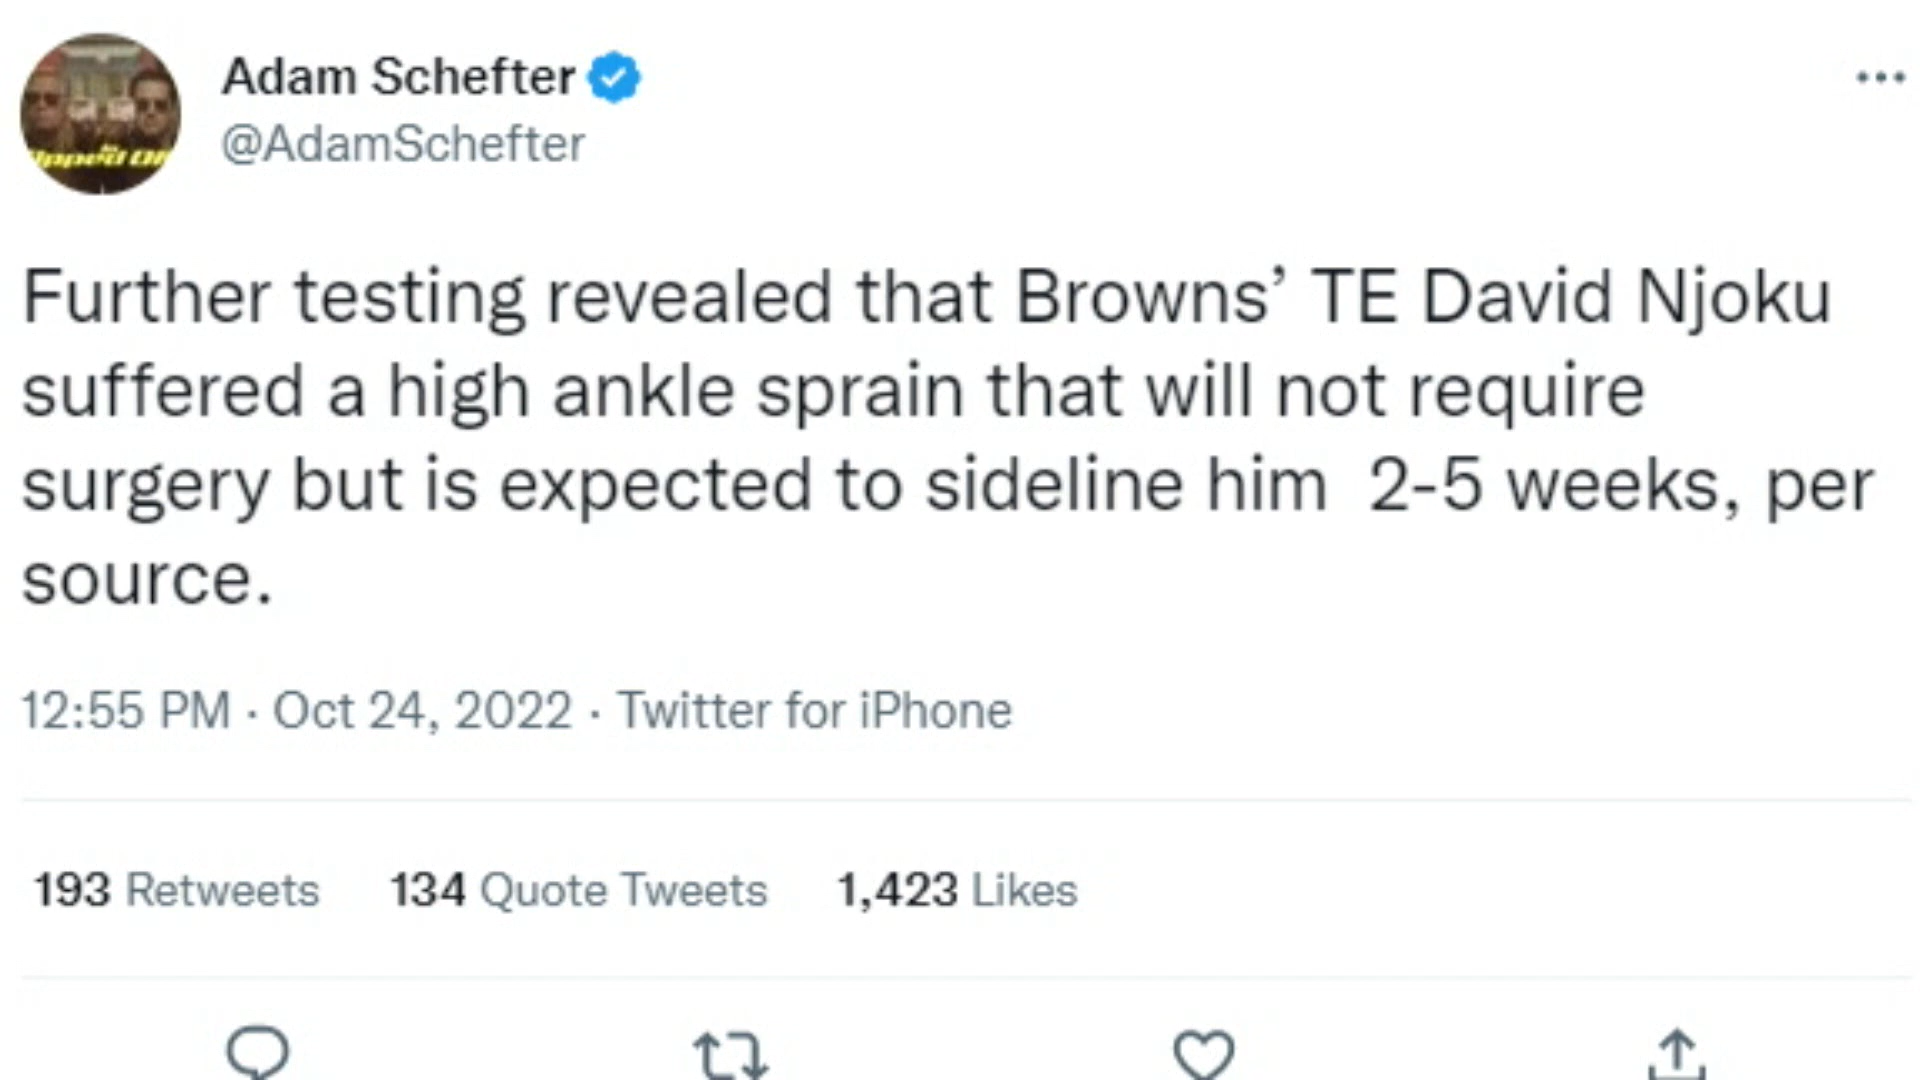 Adam Schefter
@AdamSchefter
Further testing revealed that Browns’ TE David Njoku
suffered a high ankle sprain that will not require
surgery but is expected to sideline him  2-5 weeks, per
source.
12:55 PM · Oct 24, 2022 · Twitter for iPhone
193 Retweets 134 Quote Tweets 1,423 Likes